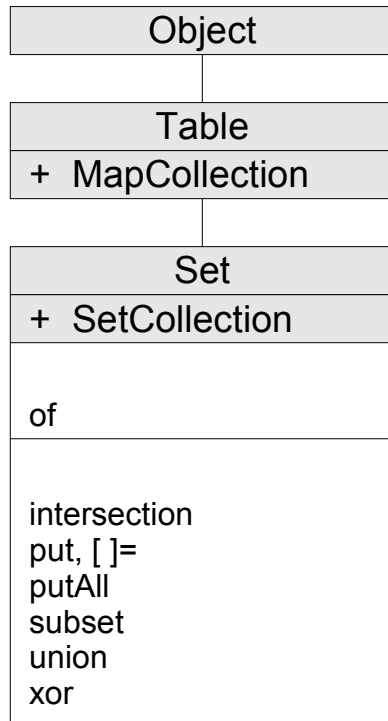 Object
Table
+ MapCollection
Set
+ SetCollection
of
intersection
put, [ ]=
putAll
subset
union
xor